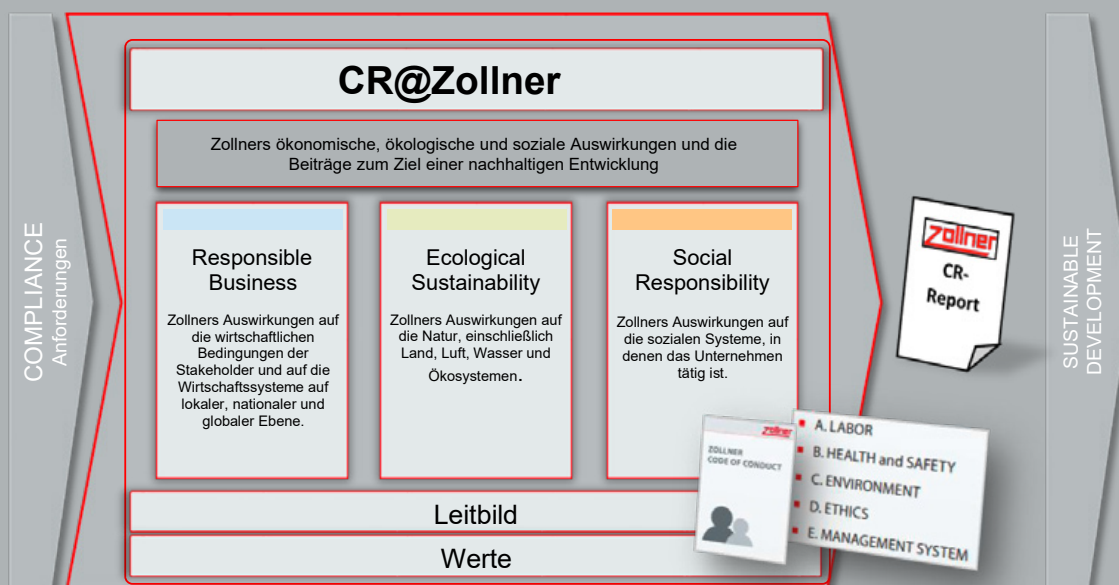 COMPLIANCE
Anforderungen
CR@Zollner
Zollners ökonomische, ökologische und soziale Auswirkungen und die
Beiträge zum Ziel einer nachhaltigen Entwicklung
Responsible
Business
Zollners Auswirkungen auf
die wirtschaftlichen
Bedingungen der
Stakeholder und auf die
Wirtschaftssysteme auf
lokaler, nationaler und
globaler Ebene.
Ecological
Sustainability
Zollners Auswirkungen auf
die Natur, einschließlich
Land, Luft, Wasser und
Ökosystemen.
Social
Responsibility
Zollners Auswirkungen auf
die sozialen Systeme, in
denen das Unternehmen
tätig ist.
Leitbild
Werte
zollner
ZOLLNER
CODE OF CONDUCT
A. LABOR
B. HEALTH and SAFETY
C. ENVIRONMENT
D. ETHICS
E. MANAGEMENT SYSTEM
zollner
CR-
Report
SUSTAINABLE
DEVELOPMENT